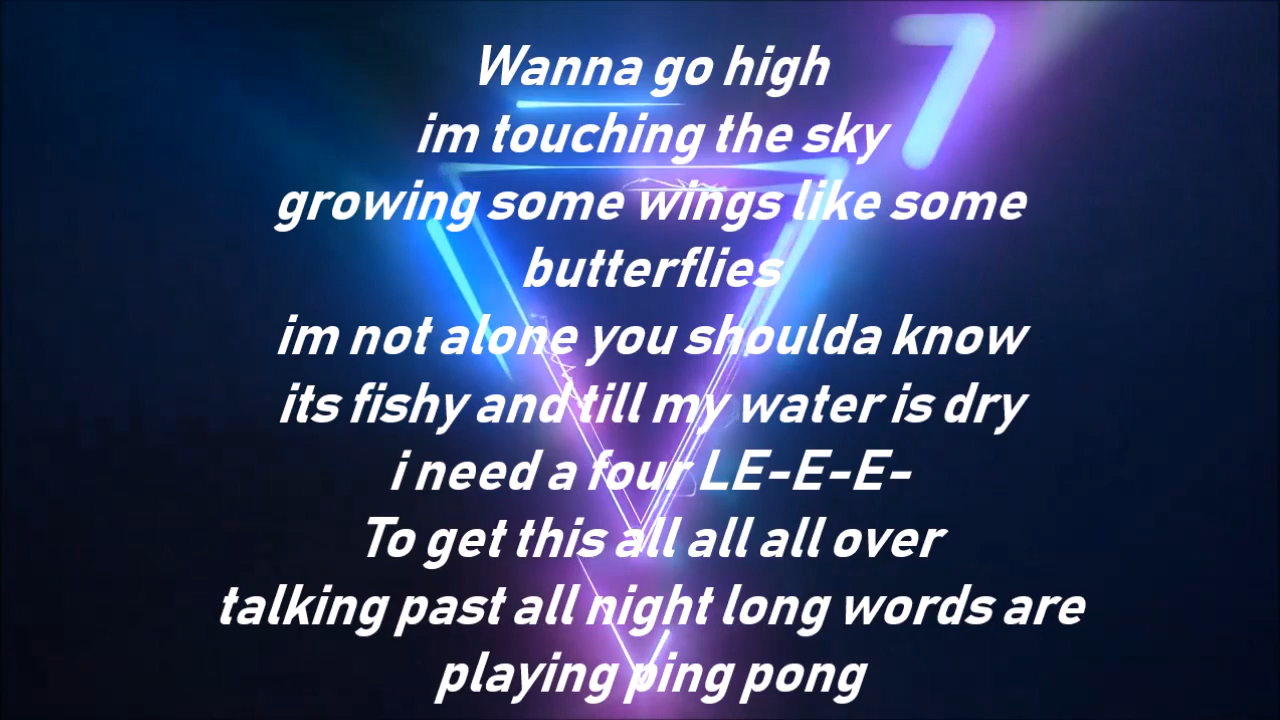 7
Wanna go high
im touching the sky
growing some wings like some
butterflies
im not alone you shoulda know
its fishy and till my water is dry
i need a four LE-E-E-
To get this all all all over
talking past all night long words are
playing ping pong